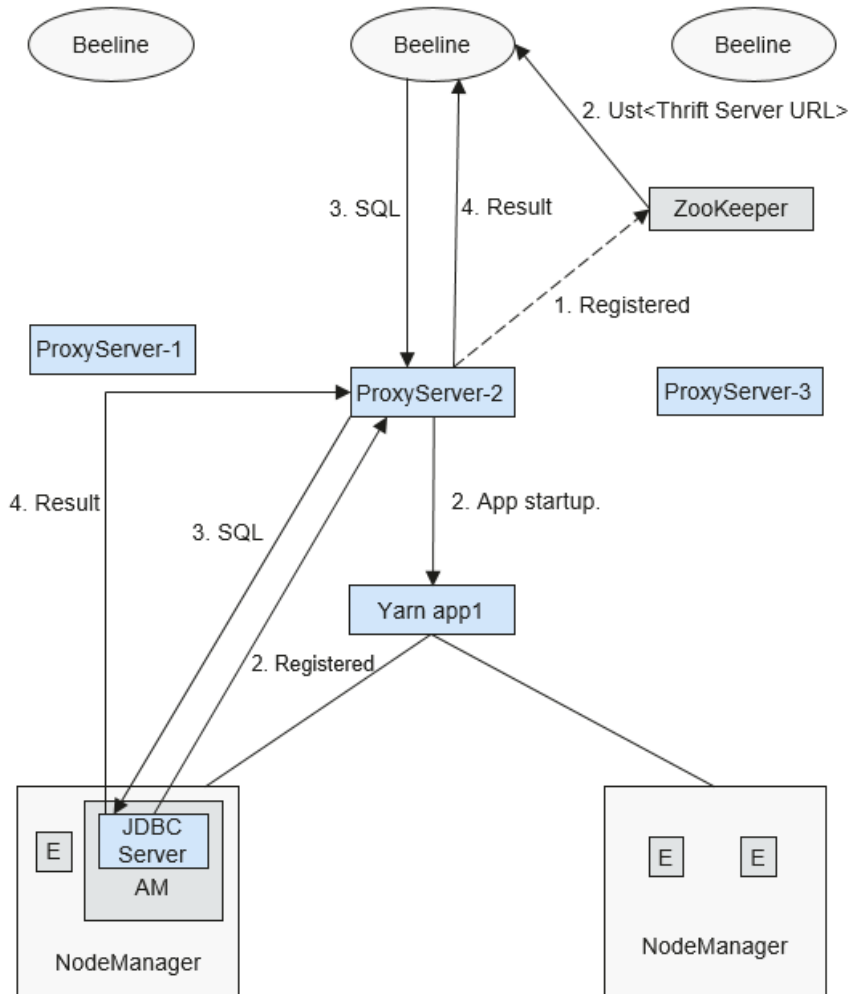 Beeline
Beeline
Beeline
2. Ust<Thrift Server URL>
3. SQL
4. Result
ZooKeeper
1. Registered
ProxyServer-1
ProxyServer-2
ProxyServer-3
4. Result
3. SQL
2. App startup.
Yarn app1
2. Registered
JDBC
Server
E
AM
NodeManager
E
E
NodeManager